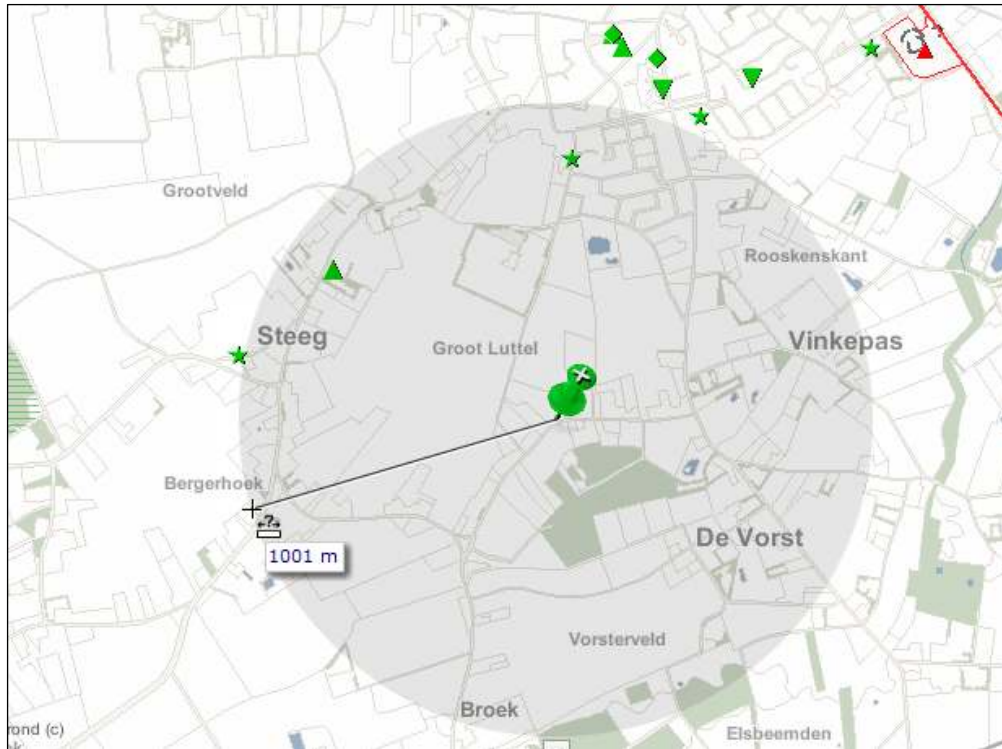 Grootveld
Rooskenskant
Steeg
Groot Luttel
Vinkepas
Bergerhoek
1001 m
De Vorst
Vorsterveld
Broek
Elsbeemden
rond (c)